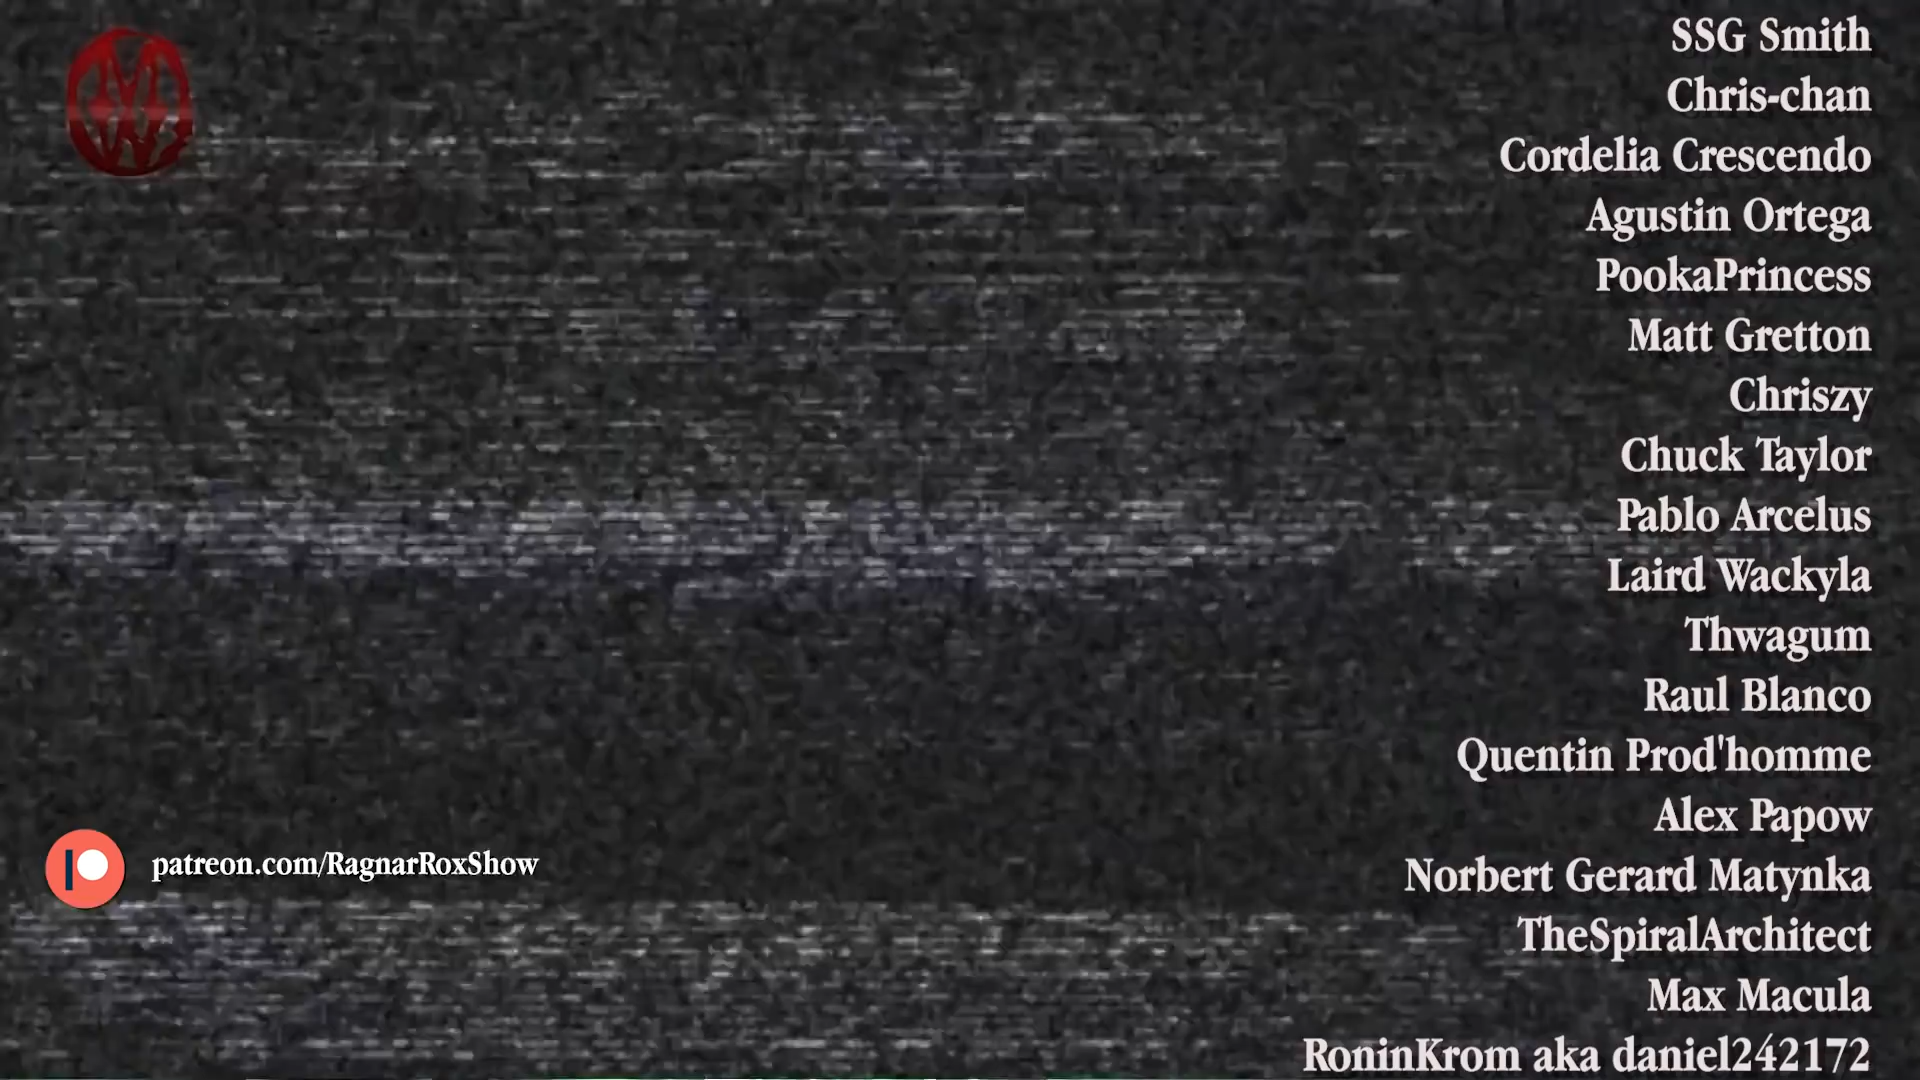 SSG Smith
Chris-chan
Cordelia Crescendo
Agustin Ortega
PookaPrincess
Matt Gretton
Chriszy
Chuck Taylor
Pablo Arcelus
Laird Wackyla
Thwagum
Raul Blanco
Quentin Prod'homme
Alex Papow
patreon.com/RagnarRoxShow
Norbert Gerard Matynka
TheSpiralArchitect
Max Macula
RoninKrom aka daniel242172